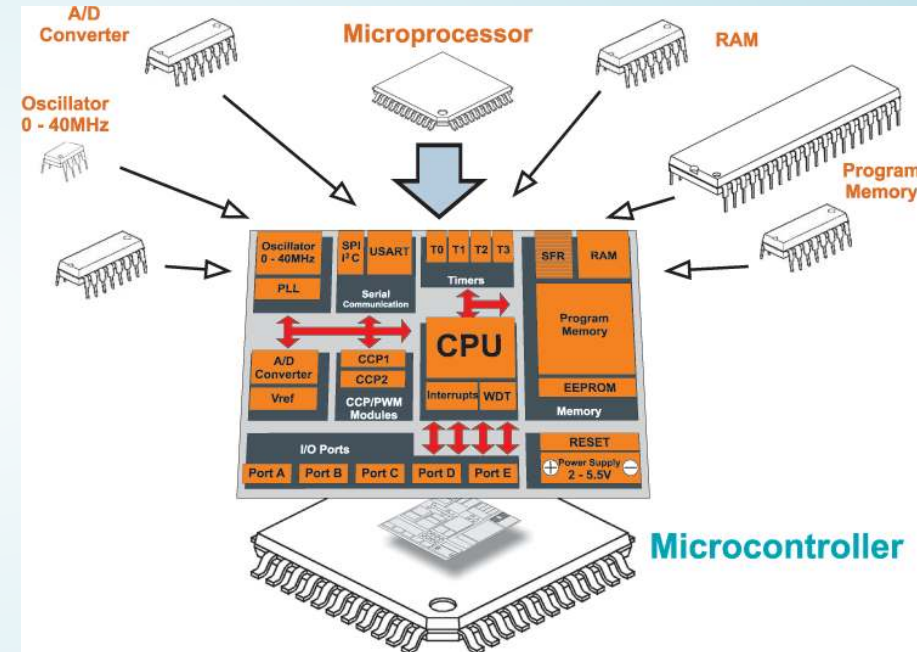 A/D
Converter
Microprocessor
RAM
Oscillator
0 - 40MHz
Program
Memory
Oscillator
0 - 40MHz
PLL
SPI
I²C
USART
Serial
Communication
T0 T1 T2 T3
Timers
SFR
RAM
Program
Memory
EEPROM
Memory
A/D
Converter
Vref
CCP1
CCP2
CCP/PWM
Modules
CPU
Interrupts WDT
I/O Ports
Port A Port B Port C Port D Port E
RESET
+ Power Supply -
2 - 5.5V
Microcontroller